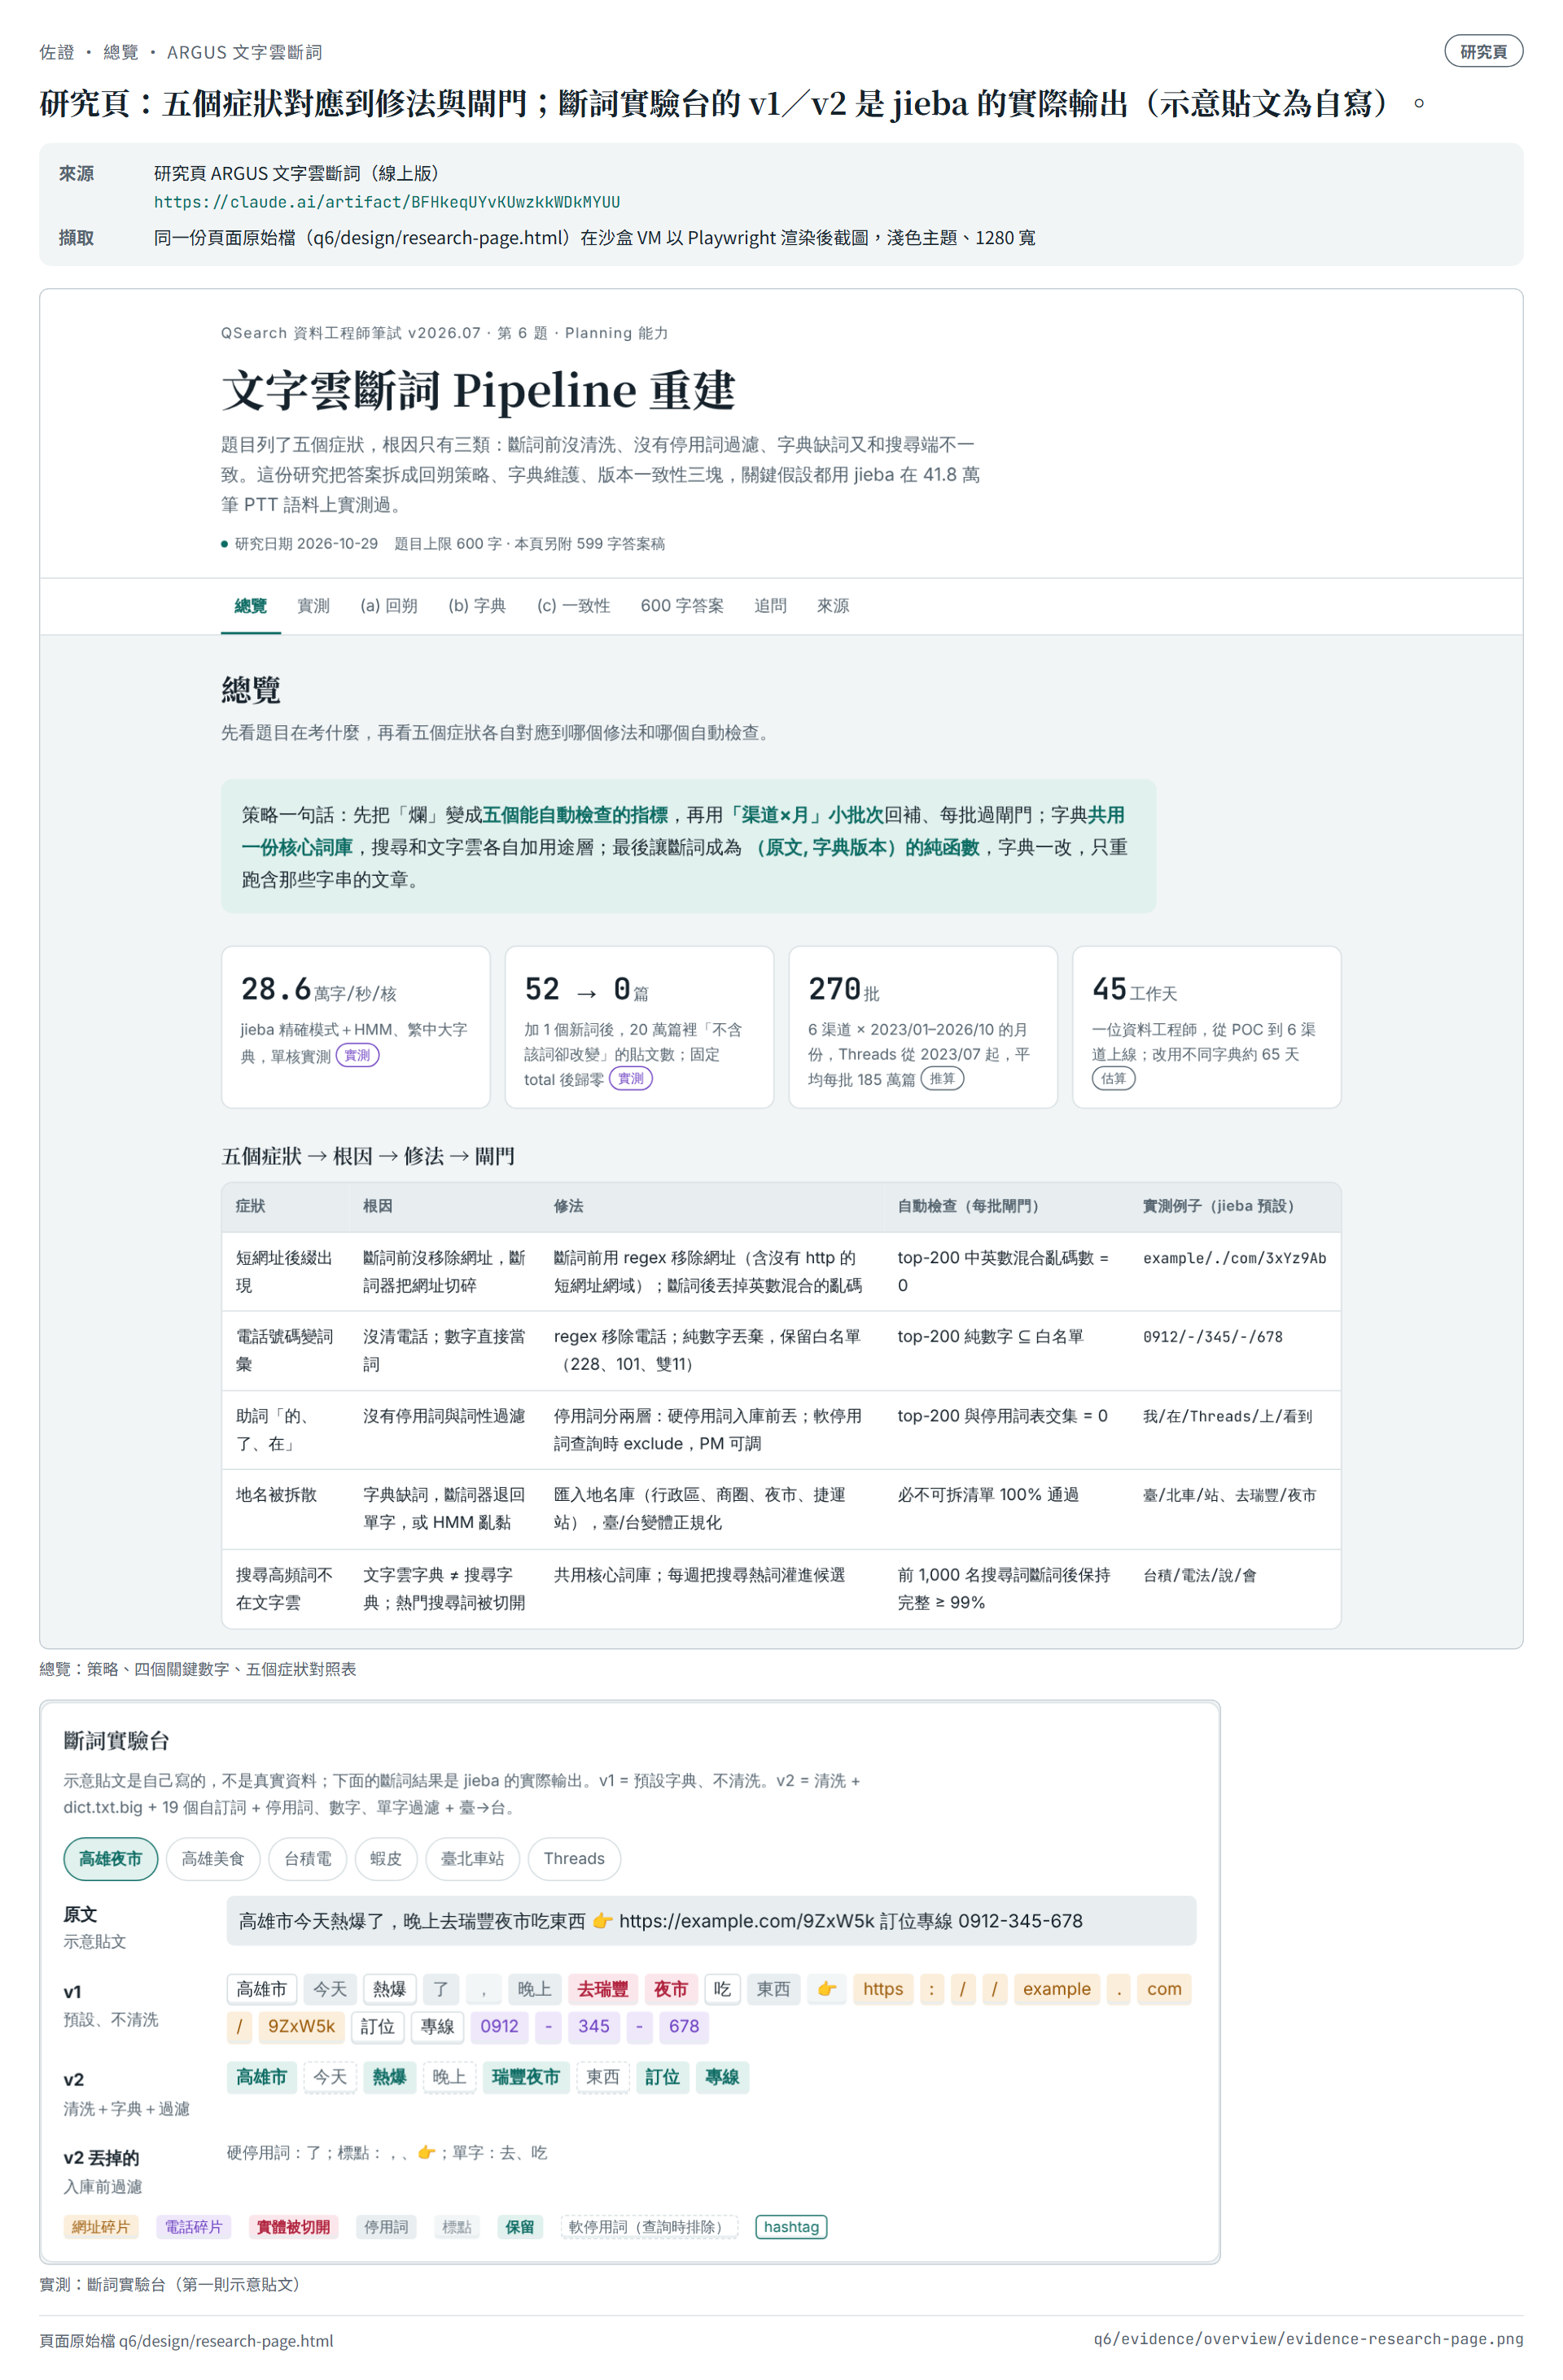 佐證 · 總覽 · ARGUS 文字雲斷詞
研究頁
研究頁：五個症狀對應到修法與閘門；斷詞實驗台的 v1／v2 是 jieba 的實際輸出（示意貼文為自寫）。
來源
研究頁 ARGUS 文字雲斷詞（線上版）
https://claude.ai/artifact/BFHkeqUYvKUwzkkWDkMYUU
擷取
同一份頁面原始檔（q6/design/research-page.html）在沙盒 VM 以 Playwright 渲染後截圖，淺色主題、1280 寬
QSearch 資料工程師筆試 v2026.07 · 第 6 題 · Planning 能力
文字雲斷詞 Pipeline 重建
題目列了五個症狀，根因只有三類：斷詞前沒清洗、沒有停用詞過濾、字典缺詞又和搜尋端不一
致。這份研究把答案拆成回朔策略、字典維護、版本一致性三塊，關鍵假設都用 jieba 在 41.8 萬
筆 PTT 語料上實測過。
研究日期 2026-10-29 題目上限 600 字 · 本頁另附 599 字答案稿
總覽 實測 (a) 回朔 (b) 字典 (c) 一致性 600 字答案 追問 來源
總覽
先看題目在考什麼，再看五個症狀各自對應到哪個修法和哪個自動檢查。
策略一句話：先把「爛」變成五個能自動檢查的指標，再用「渠道×月」小批次回補、每批過閘門；字典共用
一份核心詞庫，搜尋和文字雲各自加用途層；最後讓斷詞成為（原文, 字典版本）的純函數，字典一改，只重
跑含那些字串的文章。
28.6萬字/秒/核
jieba 精確模式＋HMM、繁中大字
典，單核實測 實測
52 → 0篇
加 1 個新詞後，20 萬篇裡「不含
該詞卻改變」的貼文數；固定
total 後歸零 實測
270批
6 渠道 × 2023/01–2026/10 的月
份，Threads 從 2023/07 起，平
均每批 185 萬篇 推算
45工作天
一位資料工程師，從 POC 到 6 渠
道上線；改用不同字典約 65 天
估算
五個症狀 → 根因 → 修法 → 閘門
症狀 根因 修法 自動檢查（每批閘門） 實測例子（jieba 預設）
短網址後綴出
現
斷詞前沒移除網址，斷
詞器把網址切碎
斷詞前用 regex 移除網址（含沒有 http 的
短網址網域）；斷詞後丟掉英數混合的亂碼
top-200 中英數混合亂碼數 =
0
example/./com/3xYz9Ab
電話號碼變詞
彙
沒清電話；數字直接當
詞
regex 移除電話；純數字丟棄，保留白名單
（228、101、雙11）
top-200 純數字 ⊆ 白名單
0912/-/345/-/678
助詞「的、
了、在」
沒有停用詞與詞性過濾
停用詞分兩層：硬停用詞入庫前丟；軟停用
詞查詢時 exclude，PM 可調
top-200 與停用詞表交集 = 0
我/在/Threads/上/看到
地名被拆散
字典缺詞，斷詞器退回
單字，或 HMM 亂黏
匯入地名庫（行政區、商圈、夜市、捷運
站），臺/台變體正規化
必不可拆清單 100% 通過
臺/北車/站、去瑞豐/夜市
搜尋高頻詞不
在文字雲
文字雲字典 ≠ 搜尋字
典；熱門搜尋詞被切開
共用核心詞庫；每週把搜尋熱詞灌進候選
前 1,000 名搜尋詞斷詞後保持
完整 ≥ 99%
台積/電法/說/會
總覽：策略、四個關鍵數字、五個症狀對照表
斷詞實驗台
示意貼文是自己寫的，不是真實資料；下面的斷詞結果是 jieba 的實際輸出。v1 = 預設字典、不清洗。v2 = 清洗 +
dict.txt.big + 19 個自訂詞 + 停用詞、數字、單字過濾 + 臺→台。
高雄夜市 高雄美食 台積電 蝦皮 臺北車站 Threads
原文
示意貼文
高雄市今天熱爆了，晚上去瑞豐夜市吃東西 👉 https://example.com/9ZxW5k 訂位專線 0912-345-678
v1
預設、不清洗
高雄市 今天 熱爆 了 ， 晚上 去瑞豐 夜市 吃 東西 👉 https : / / example . com
/ 9ZxW5k 訂位 專線 0912 - 345 - 678
v2
清洗＋字典＋過濾
高雄市 今天 熱爆 晚上 瑞豐夜市 東西 訂位 專線
v2 丟掉的
入庫前過濾
硬停用詞：了；標點：，、👉；單字：去、吃
網址碎片 電話碎片 實體被切開 停用詞 標點 保留 軟停用詞（查詢時排除） hashtag
實測：斷詞實驗台（第一則示意貼文）
頁面原始檔 q6/design/research-page.html
q6/evidence/overview/evidence-research-page.png